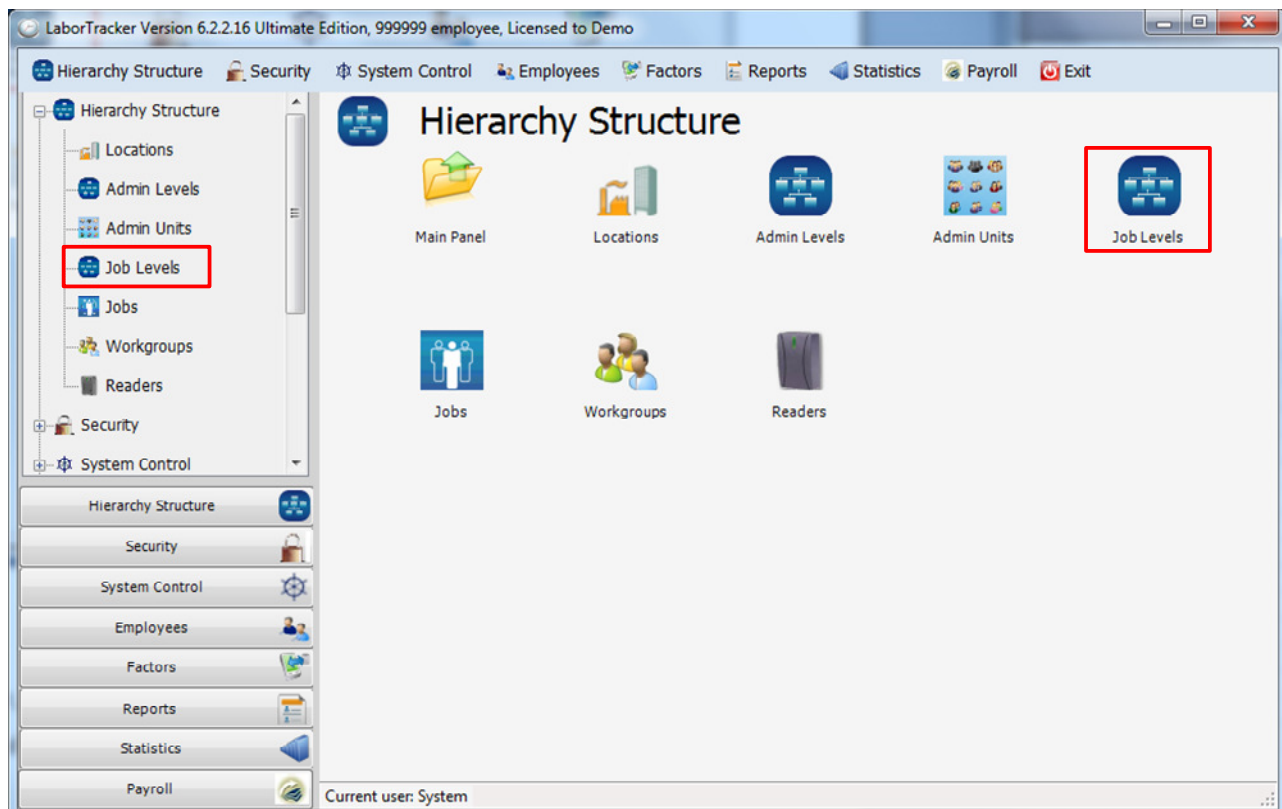 LaborTracker Version 6.2.2.16 Ultimate Edition, 999999 employee, Licensed to Demo
Hierarchy Structure Security System Control Employees Factors Reports Statistics Payroll Exit
Hierarchy Structure
Locations
Admin Levels
Admin Units
Job Levels
Jobs
Workgroups
Readers
Security
System Control
Hierarchy Structure
Security
System Control
Employees
Factors
Reports
Statistics
Payroll
Hierarchy Structure
Main Panel Locations Admin Levels Admin Units Job Levels
Jobs Workgroups Readers
Current user: System